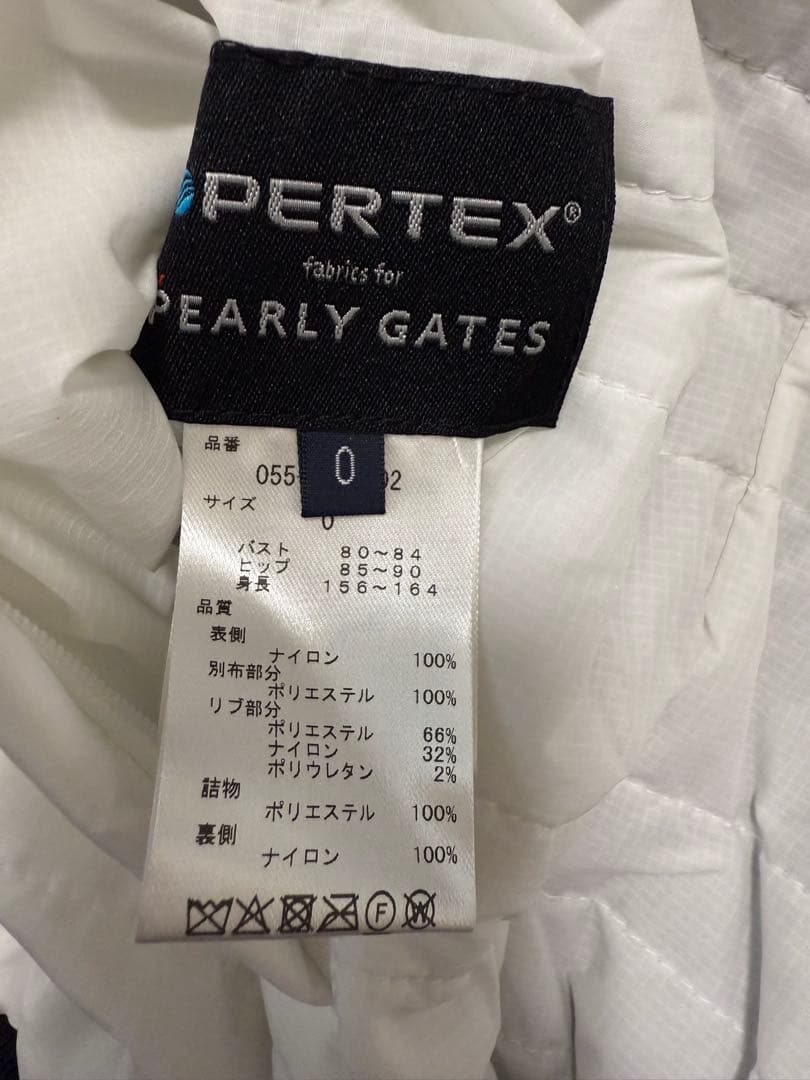 PERTEX®
fabrics for
PEARLY GATES
0
品番
055 02
サイズ
0
バスト 80~84
ヒップ 85~90
身長 156~164
品質
表側
ナイロン 100%
別布部分
ポリエステル 100%
リブ部分
ポリエステル 66%
ナイロン 32%
ポリウレタン 2%
詰物
ポリエステル 100%
裏側
ナイロン 100%
F W